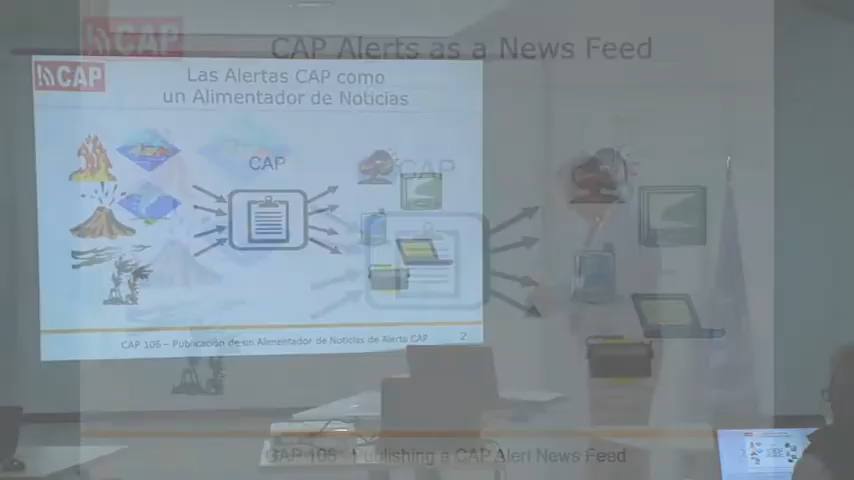 CAP
CAP Alerts as a News Feed
CAP
Las Alertas CAP como
un Alimentador de Noticias
CAP
CAP
CAP 106 – Publicación de un Alimentador de Noticias de Alerta CAP 2
CAP 106 - Publishing a CAP Alert News Feed